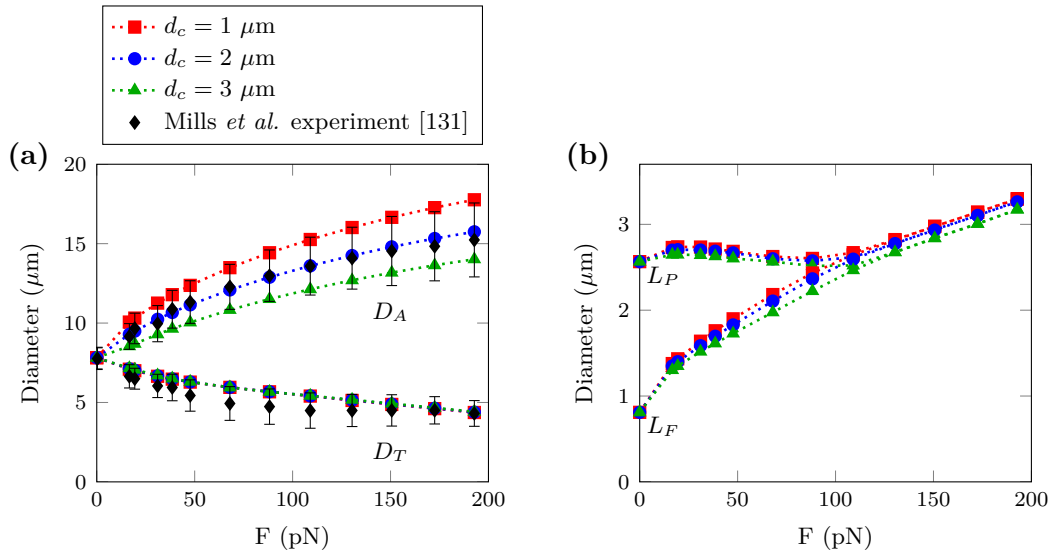 d_c = 1 μm
d_c = 2 μm
d_c = 3 μm
Mills et al. experiment [131]
(a)
20
15
10
5
0
Diameter (μm)
D_A
D_T
0 50 100 150 200
F (pN)
(b)
3
2
1
0
Diameter (μm)
L_P
L_F
0 50 100 150 200
F (pN)